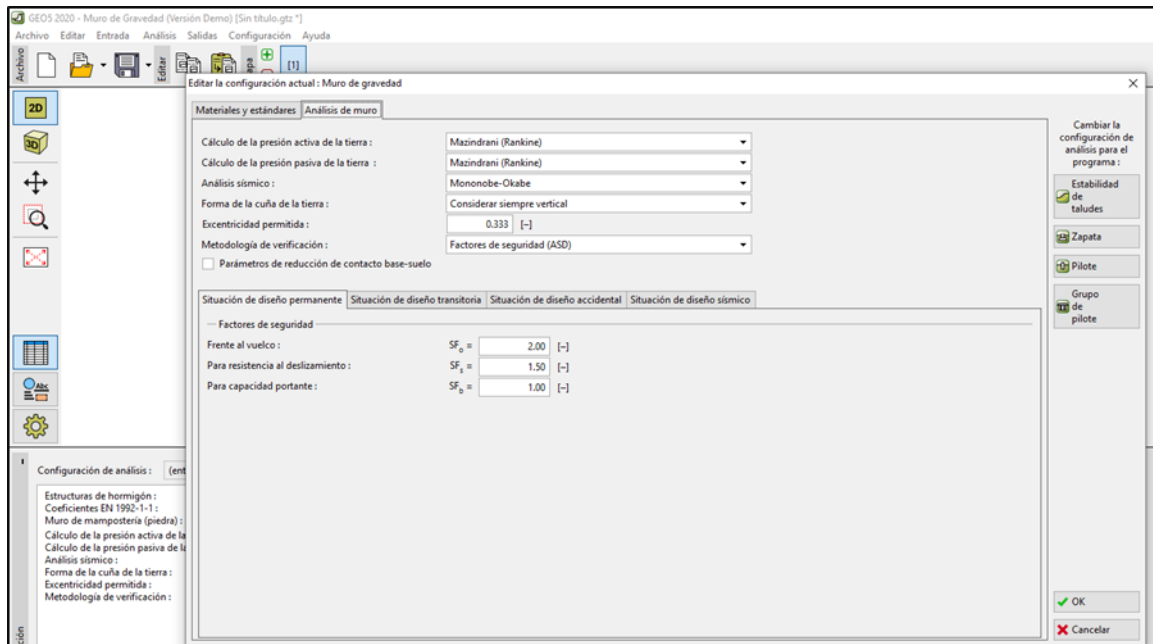 GEO5 2020 - Muro de Gravedad (Versión Demo) [Sin título.gtz *]
Archivo Editar Entrada Análisis Salidas Configuración Ayuda
Archivo
Editar
apa
[1]
Editar la configuración actual : Muro de gravedad
2D
3D
Materiales y estándares Análisis de muro
Cálculo de la presión activa de la tierra : Mazindrani (Rankine)
Cálculo de la presión pasiva de la tierra : Mazindrani (Rankine)
Análisis sísmico : Mononobe-Okabe
Forma de la cuña de la tierra : Considerar siempre vertical
Excentricidad permitida : 0.333 [-]
Metodología de verificación : Factores de seguridad (ASD)
Parámetros de reducción de contacto base-suelo
Situación de diseño permanente Situación de diseño transitoria Situación de diseño accidental Situación de diseño sísmico
Factores de seguridad
Frente al vuelco : SFo = 2.00 [-]
Para resistencia al deslizamiento : SFs = 1.50 [-]
Para capacidad portante : SFb = 1.00 [-]
Cambiar la
configuración de
análisis para el
programa :
Estabilidad
de
taludes
Zapata
Pilote
Grupo
de
pilote
OK
Cancelar
Abc
Configuración de análisis : (ent
Estructuras de hormigón :
Coeficientes EN 1992-1-1 :
Muro de mampostería (piedra) :
Cálculo de la presión activa de la
Cálculo de la presión pasiva de la
Análisis sísmico :
Forma de la cuña de la tierra :
Excentricidad permitida :
Metodología de verificación :
ción